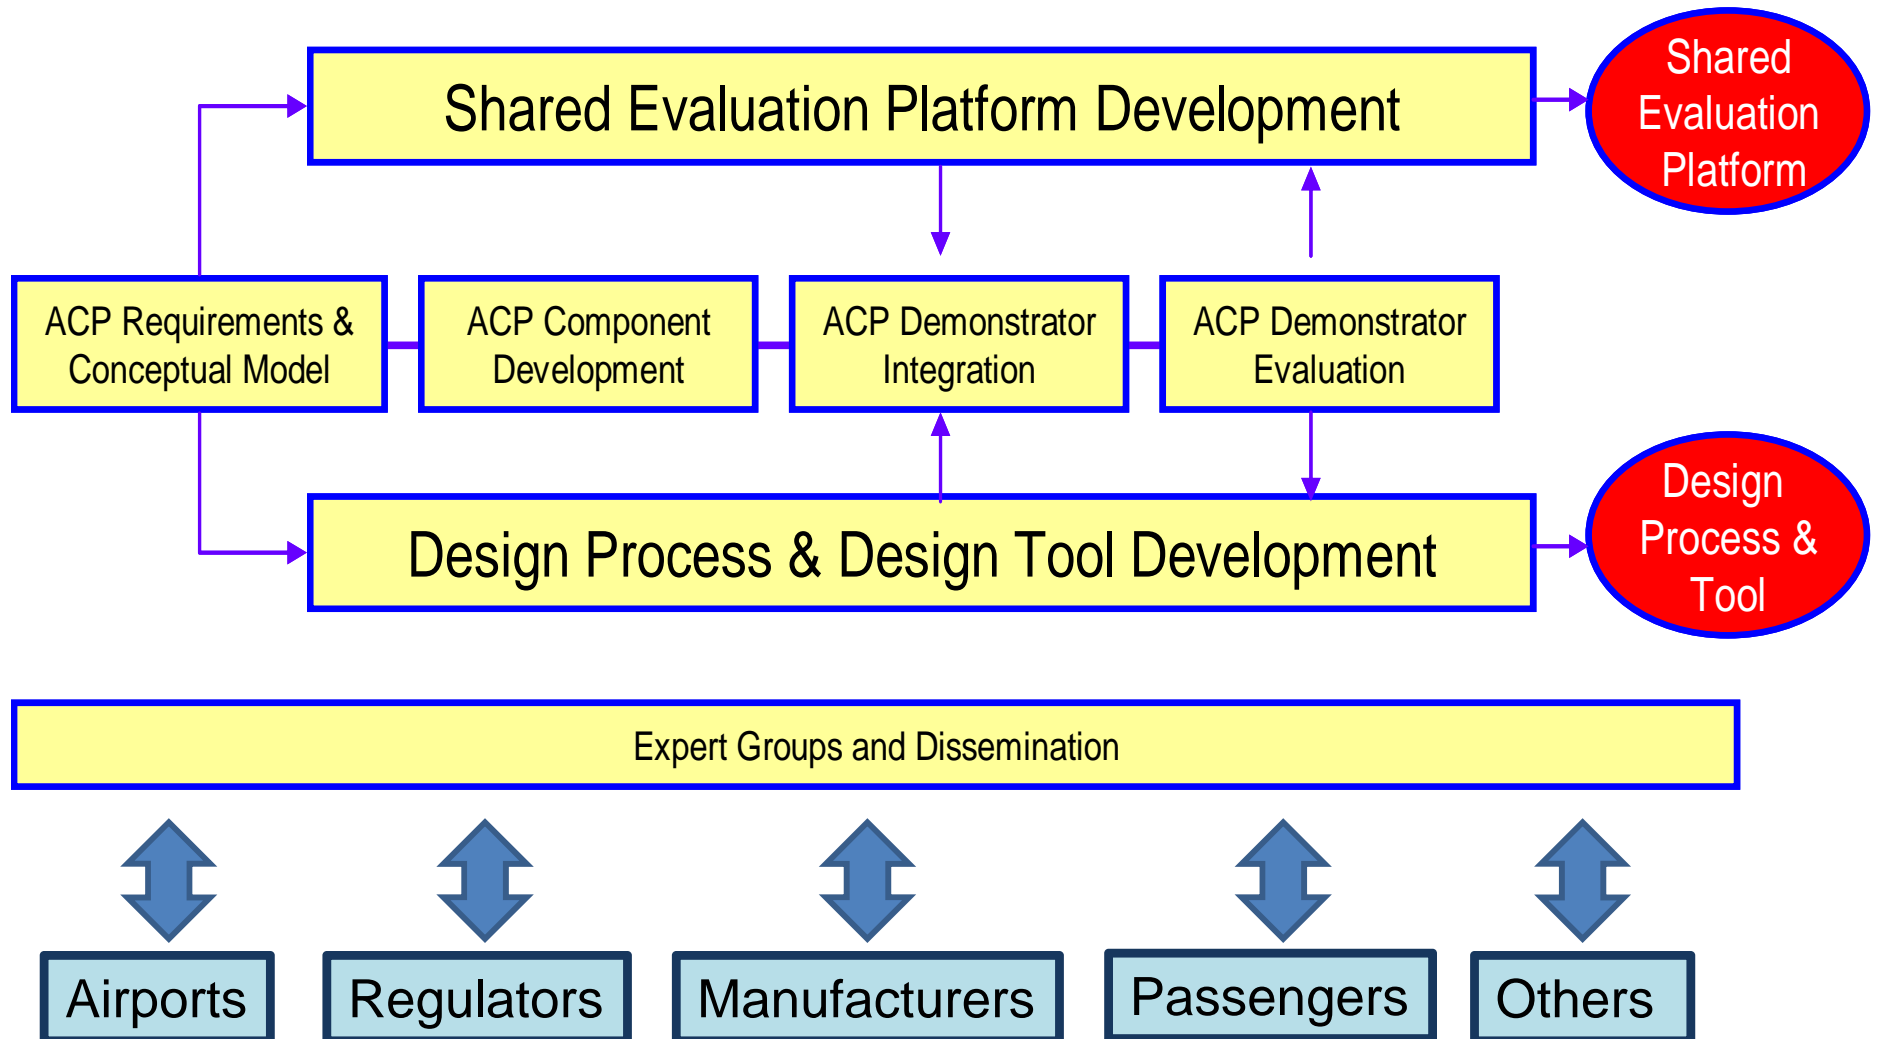 Shared Evaluation Platform Development
Shared
Evaluation
Platform
ACP Requirements &
Conceptual Model
ACP Component
Development
ACP Demonstrator
Integration
ACP Demonstrator
Evaluation
Design Process & Design Tool Development
Design
Process &
Tool
Expert Groups and Dissemination
Airports
Regulators
Manufacturers
Passengers
Others